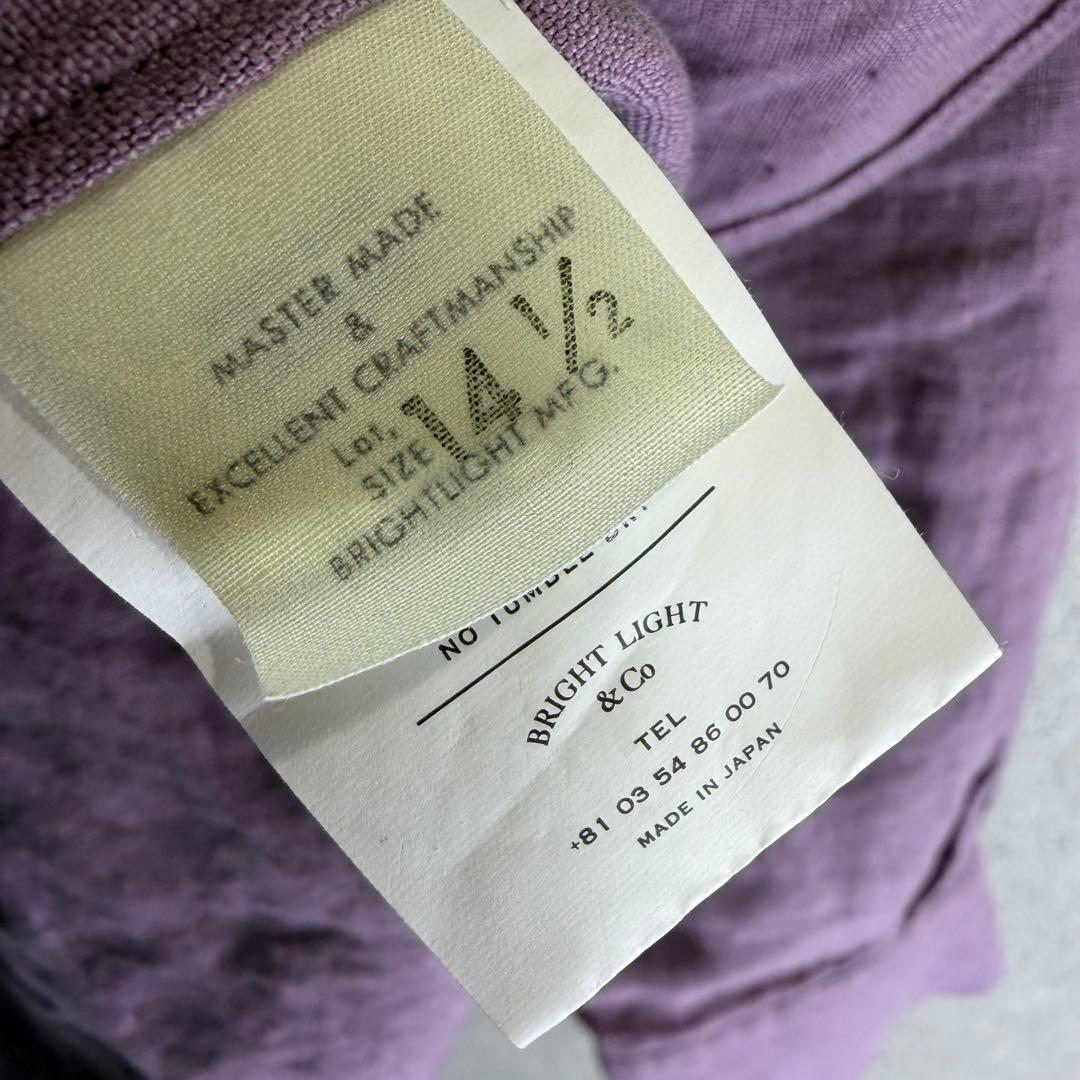 MASTER MADE
&
EXCELLENT CRAFTMANSHIP
Lot,
SIZE 14 1/2
BRIGHTLIGHT MFG.
NO TUMBLE DRY
BRIGHT LIGHT
& Co
TEL
+81 03 54 86 00 70
MADE IN JAPAN